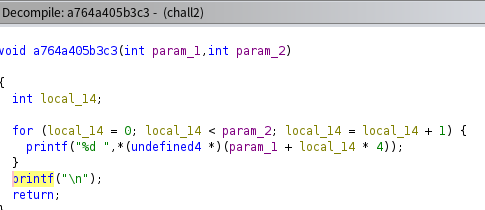 Decompile: a764a405b3c3 - (chall2)
void a764a405b3c3(int param_1,int param_2)
{
int local_14;
for (local_14 = 0; local_14 < param_2; local_14 = local_14 + 1) {
printf("%d ",*(undefined4 *)(param_1 + local_14 * 4));
}
printf("\n");
return;
}